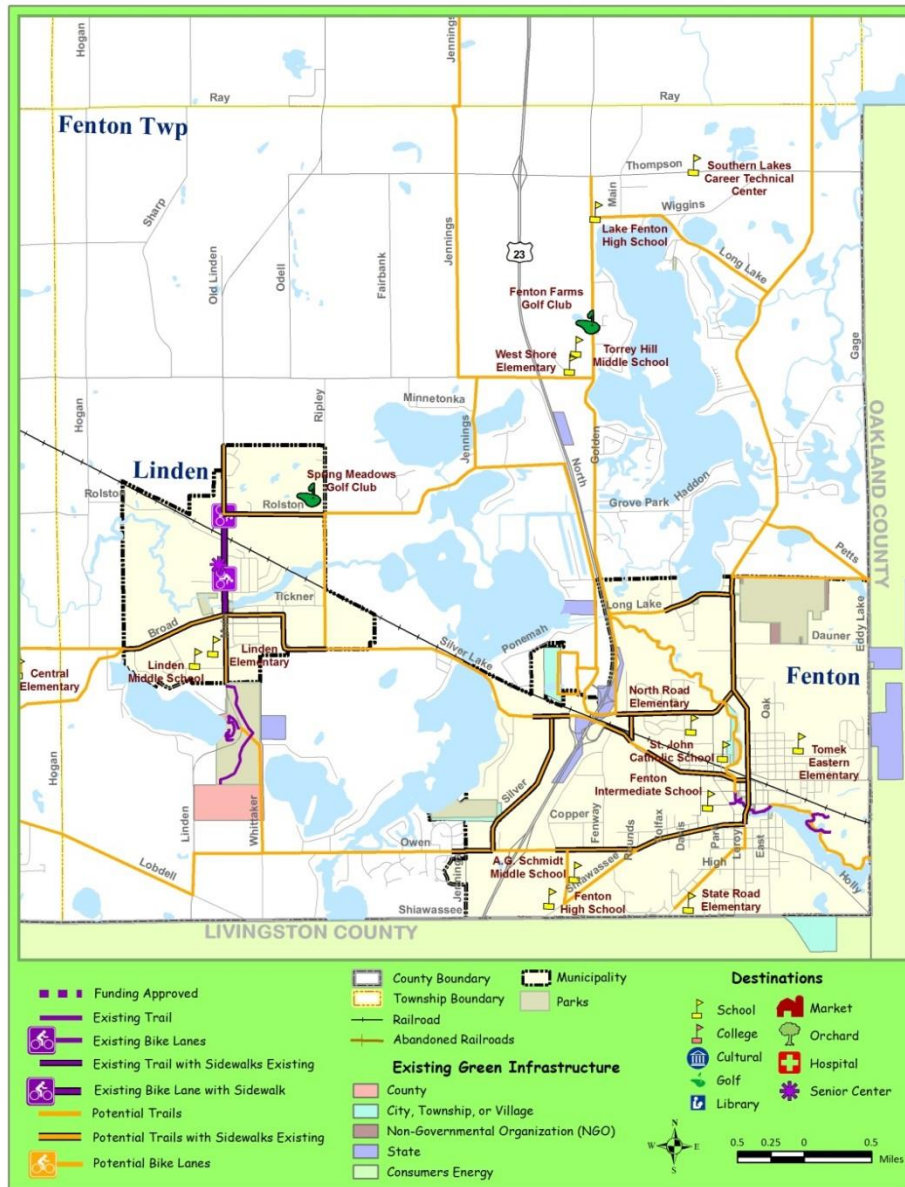 Hogan
Jennings
Ray
Ray
Fenton Twp
Thompson
Southern Lakes
Career Technical
Center
Main
Wiggins
Sharp
Lake Fenton
High School
Jennings
23
Old Linden
Odell
Fairbank
Long Lake
Fenton Farms
Golf Club
West Shore
Elementary
Torrey Hill
Middle School
Gage
Minnetonka
Hogan
Ripley
Jennings
Golden
OAKLAND COUNTY
Linden
Spring Meadows
Golf Club
North
Rolston
Rolston
Grove Park
Haddon
Petts
Tickner
Long Lake
Broad
Ponemah
Dauner
Eddy Lake
Silver Lake
Linden
Elementary
Linden
Middle School
Central
Elementary
Fenton
North Road
Elementary
Oak
St. John
Catholic School
Tomek
Eastern
Elementary
Hogan
Fenton
Intermediate School
Silver
Linden
Whittaker
Copper
Fenway
Rounds
Colfax
Davis
Leroy
East
Owen
Lobdell
A.G. Schmidt
Middle School
Shiawassee
High
Jennings
Holly
Fenton
High School
State Road
Elementary
Shiawassee
LIVINGSTON COUNTY
Funding Approved
Existing Trail
Existing Bike Lanes
Existing Trail with Sidewalks Existing
Existing Bike Lane with Sidewalk
Potential Trails
Potential Trails with Sidewalks Existing
Potential Bike Lanes
County Boundary
Township Boundary
Railroad
Abandoned Railroads
Municipality
Parks
Existing Green Infrastructure
County
City, Township, or Village
Non-Governmental Organization (NGO)
State
Consumers Energy
Destinations
School
College
Cultural
Golf
Library
Market
Orchard
Hospital
Senior Center
N
W E
S
0.5 0.25 0 0.5
Miles